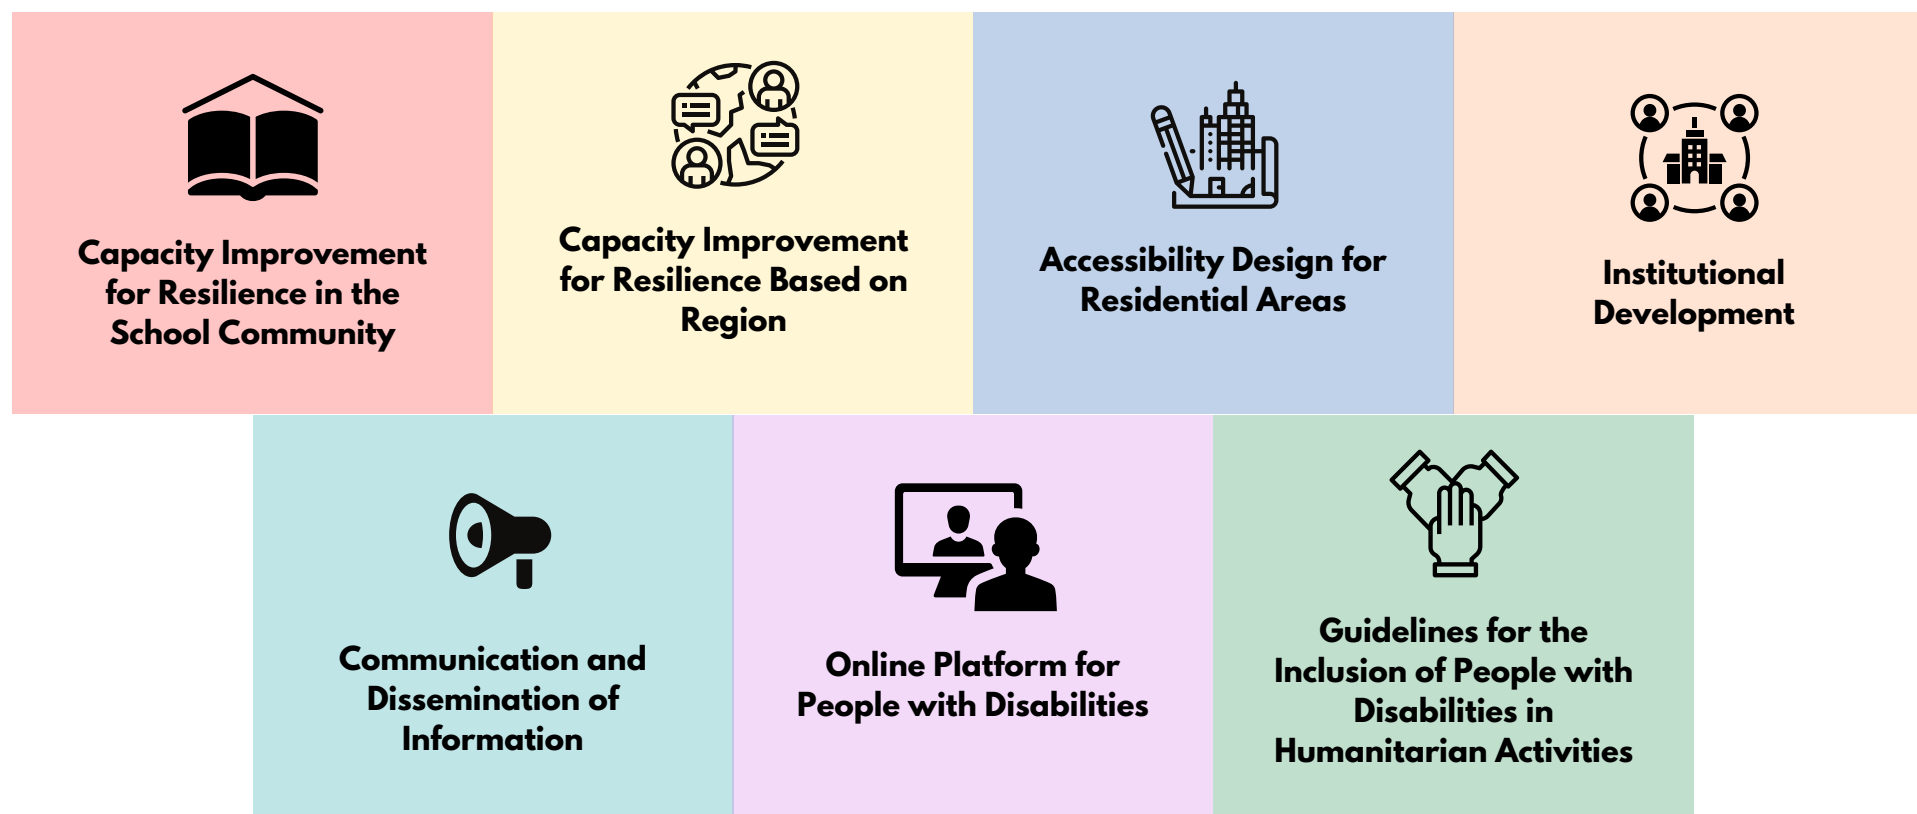 Capacity Improvement
for Resilience in the
School Community
Capacity Improvement
for Resilience Based on
Region
Accessibility Design for
Residential Areas
Institutional
Development
Communication and
Dissemination of
Information
Online Platform for
People with Disabilities
Guidelines for the
Inclusion of People with
Disabilities in
Humanitarian Activities